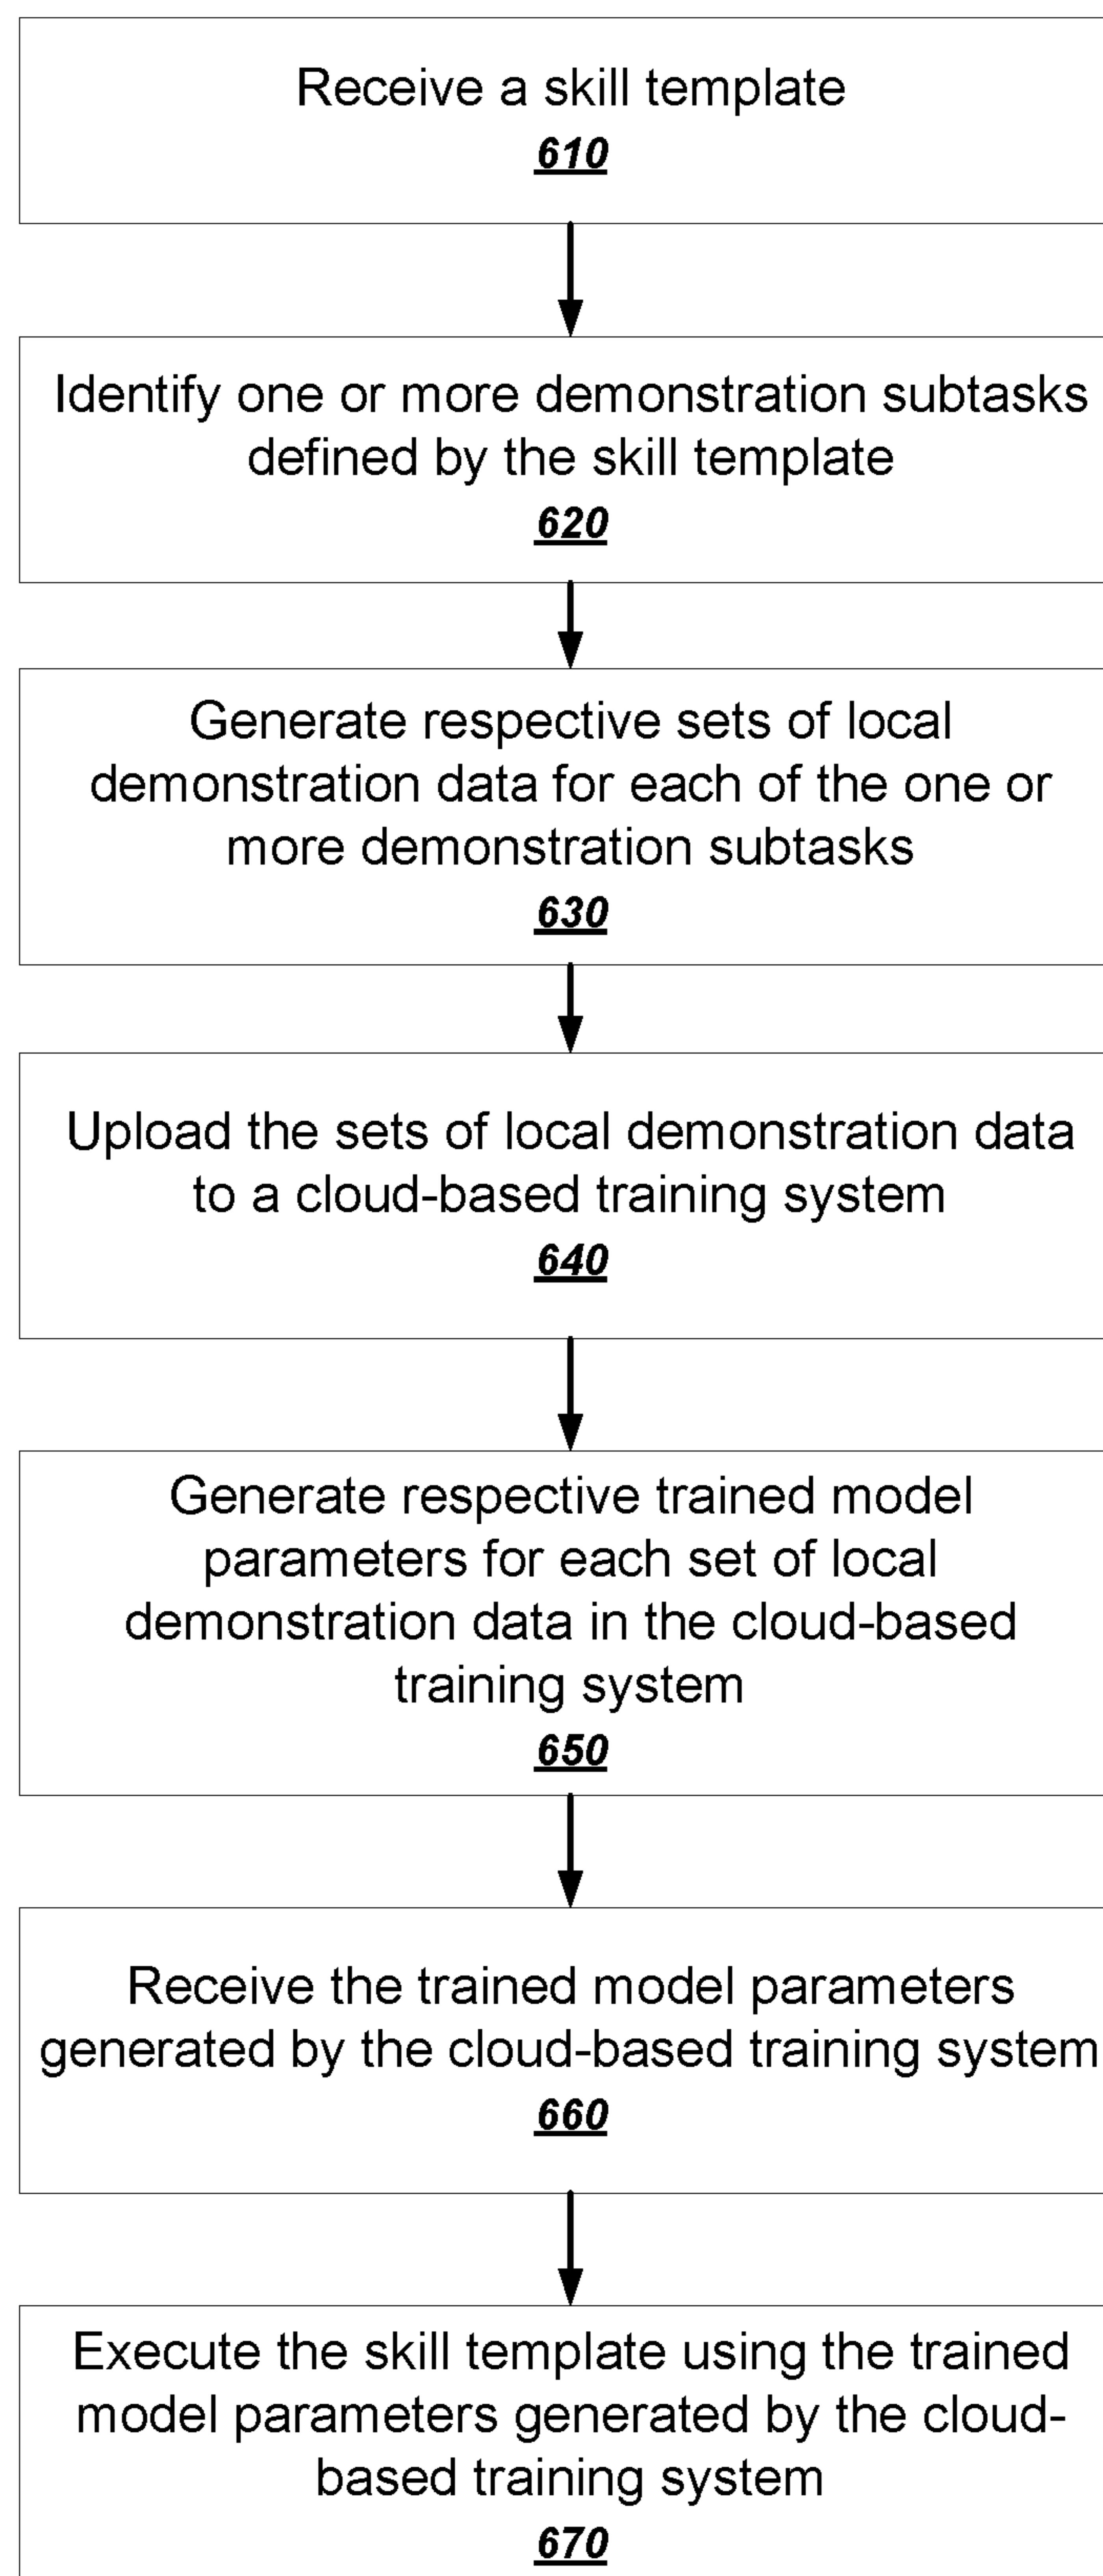 Receive a skill template
610
Identify one or more demonstration subtasks
defined by the skill template
620
Generate respective sets of local
demonstration data for each of the one or
more demonstration subtasks
630
Upload the sets of local demonstration data
to a cloud-based training system
640
Generate respective trained model
parameters for each set of local
demonstration data in the cloud-based
training system
650
Receive the trained model parameters
generated by the cloud-based training system
660
Execute the skill template using the trained
model parameters generated by the cloud-
based training system
670